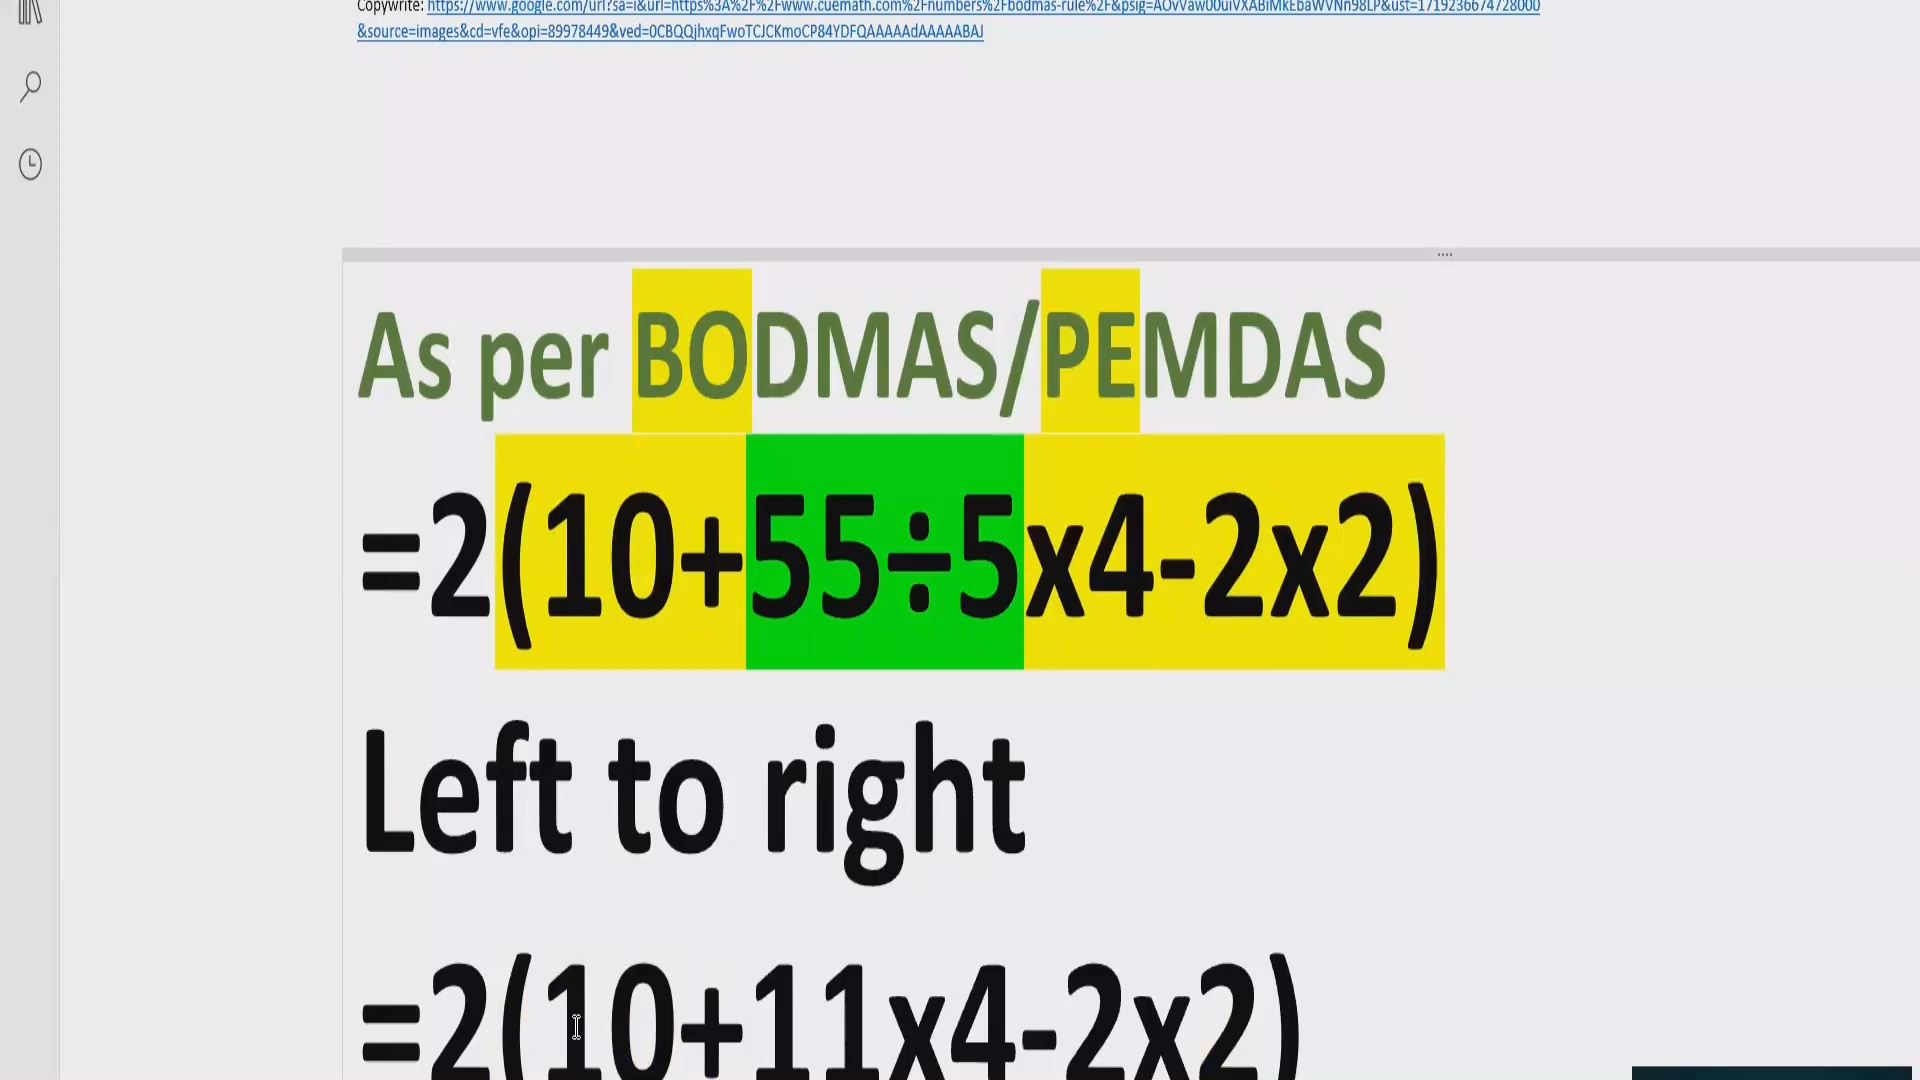 Copywrite: https://www.google.com/url?sa=i&url=https%3A%2F%2Fwww.cuemath.com%2Fnumbers%2Fbodmas-rule%2F&psig=AOvVaw00uiVXABiMkEbaWVNn98LP&ust=1719236674728000
&source=images&cd=vfe&opi=89978449&ved=0CBQQjhxqFwoTCJCKmoCP84YDFQAAAAAdAAAAABAJ
As per BODMAS/PEMDAS
=2(10+55÷5x4-2x2)
Left to right
=2(10+11x4-2x2)